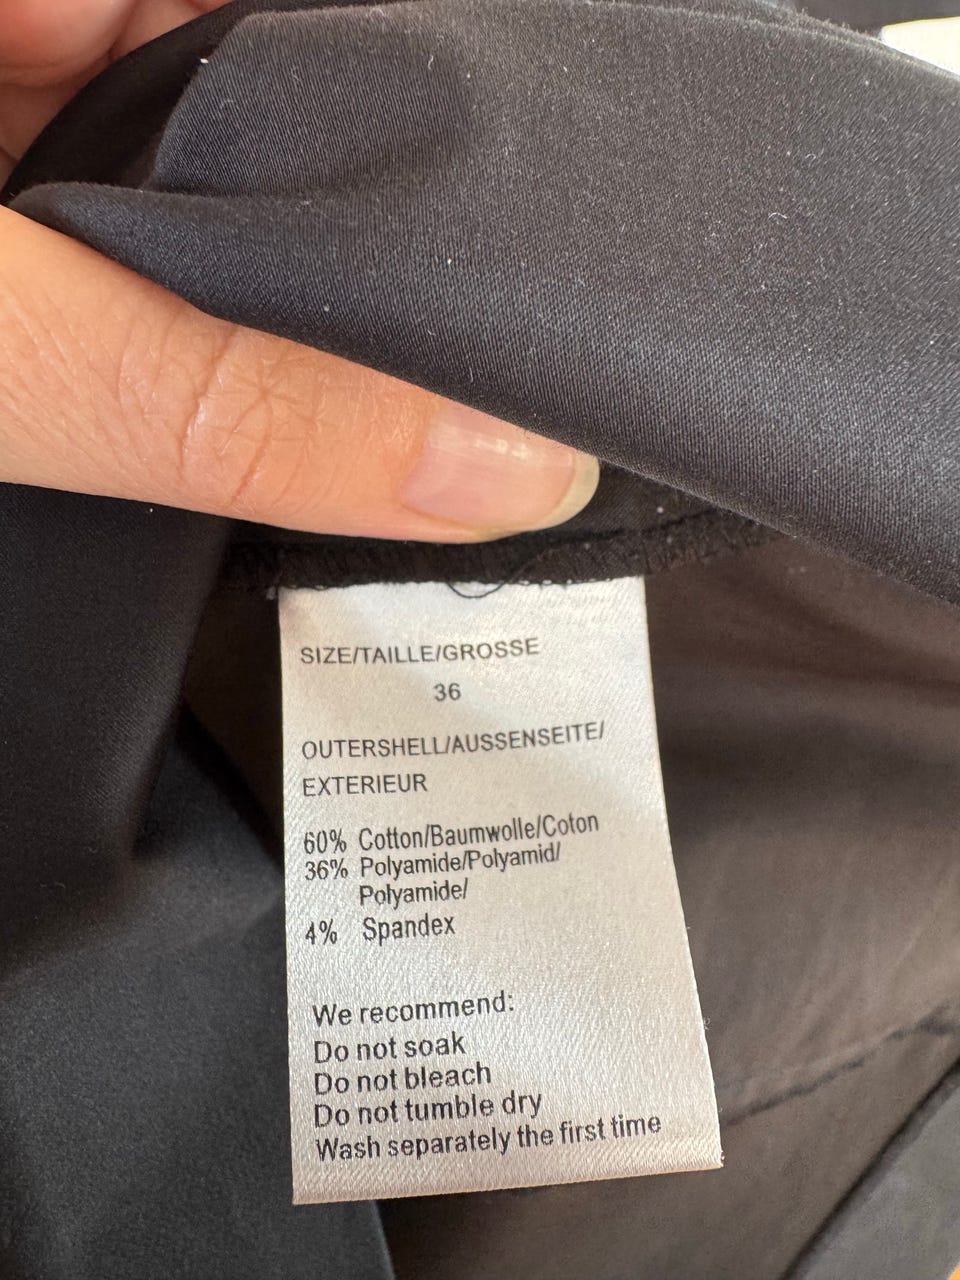 SIZE/TAILLE/GROSSE
36
OUTERSHELL/AUSSENSEITE/
EXTERIEUR
60% Cotton/Baumwolle/Coton
36% Polyamide/Polyamid/
Polyamide/
4% Spandex
We recommend:
Do not soak
Do not bleach
Do not tumble dry
Wash separately the first time